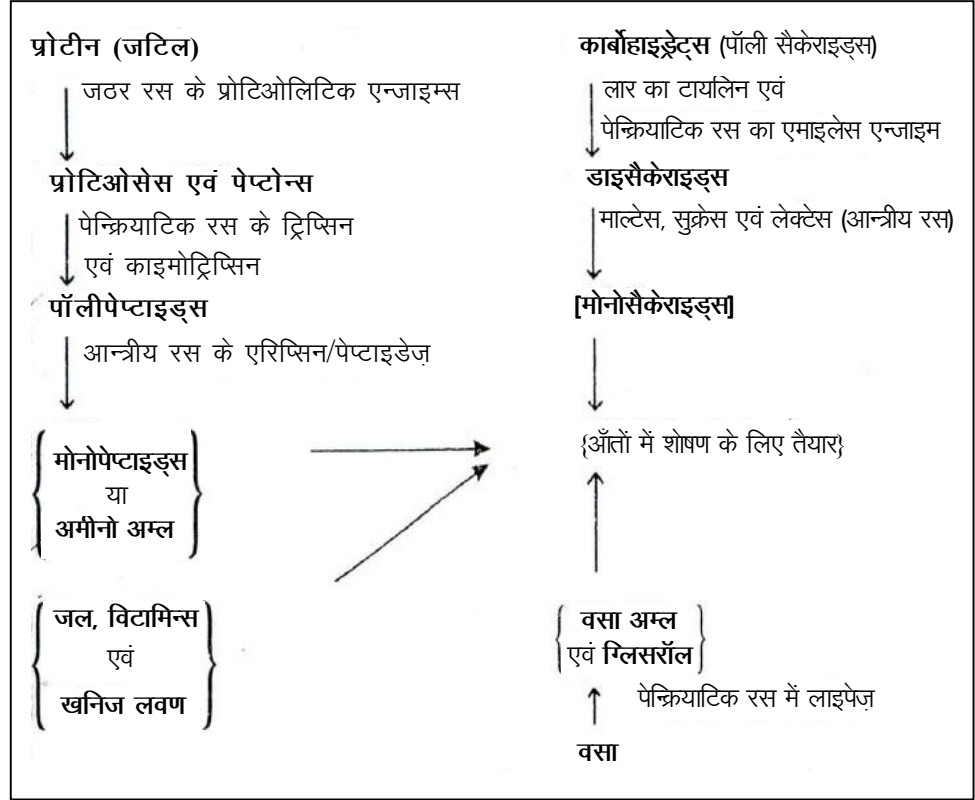 प्रोटीन (जटिल)
जठर रस के प्रोटिओलिटिक एन्जाइम्स
प्रोटिओसेस एवं पेप्टोन्स
पेन्क्रियाटिक रस के ट्रिप्सिन
एवं काइमोट्रिप्सिन
पॉलीपेप्टाइड्स
आन्त्रीय रस के एरिप्सिन/पेप्टाइडेज़
मोनोपेप्टाइड्स
या
अमीनो अम्ल
जल, विटामिन्स
एवं
खनिज लवण
कार्बोहाइड्रेट्स (पॉली सैकेराइड्स)
लार का टायलिन एवं
पेन्क्रियाटिक रस का एमाइलेस एन्जाइम
डाइसैकेराइड्स
माल्टेस, सुक्रेस एवं लेक्टेस (आन्त्रीय रस)
[मोनोसैकेराइड्स]
{आँतों में शोषण के लिए तैयार}
वसा अम्ल
एवं ग्लिसरॉल
पेन्क्रियाटिक रस में लाइपेज़
वसा